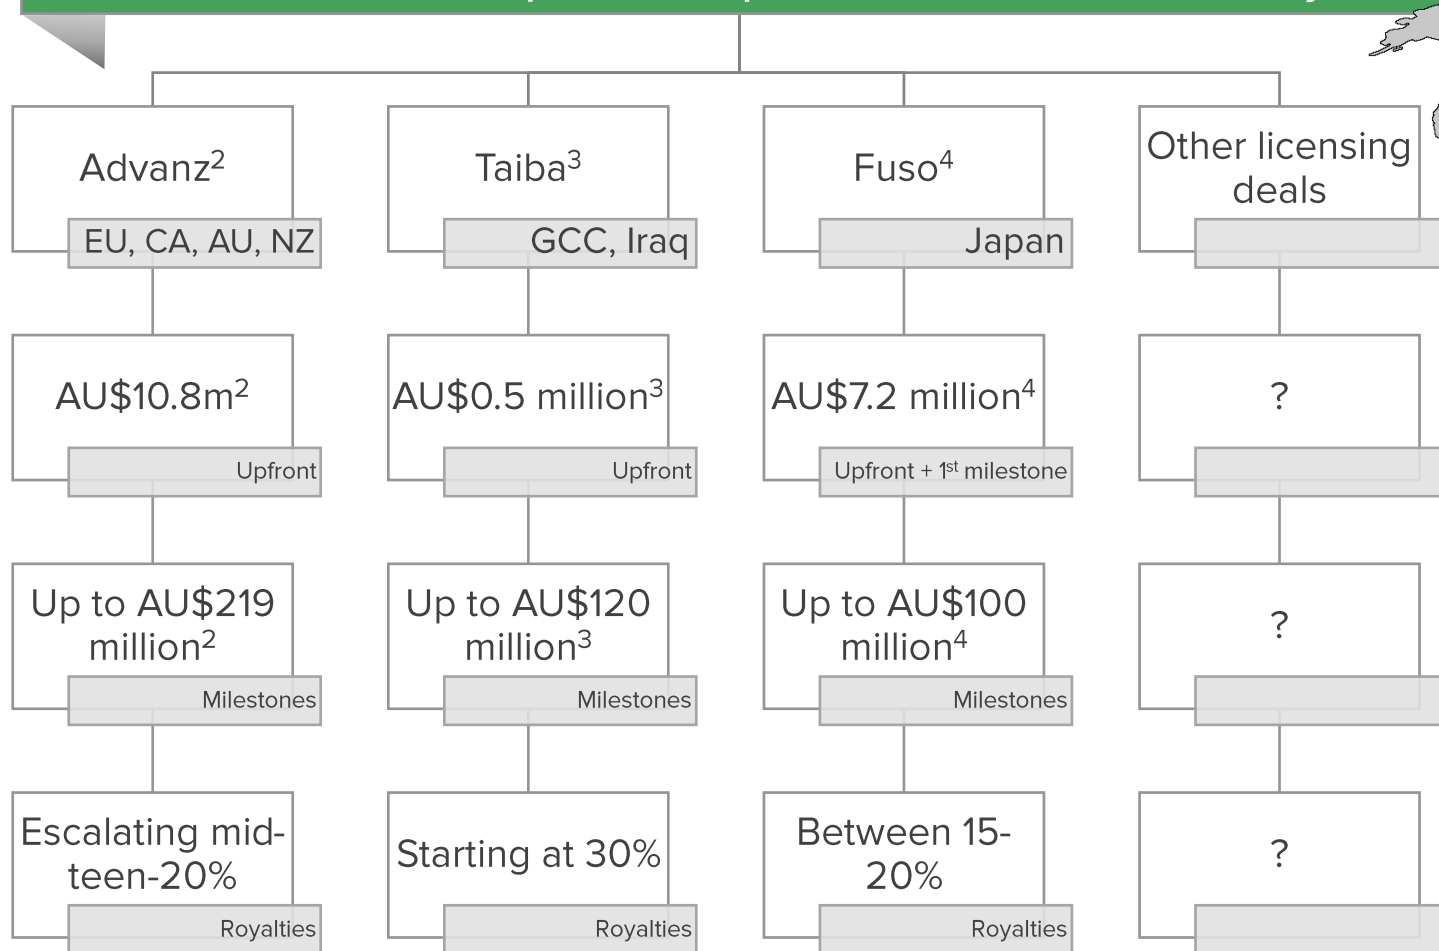 Advanz²
EU, CA, AU, NZ
Taiba³
GCC, Iraq
Fuso⁴
Japan
Other licensing
deals
AU$10.8m²
Upfront
AU$0.5 million³
Upfront
AU$7.2 million⁴
Upfront + 1st milestone
?
Up to AU$219
million²
Milestones
Up to AU$120
million³
Milestones
Up to AU$100
million⁴
Milestones
?
Escalating mid-
teen-20%
Royalties
Starting at 30%
Royalties
Between 15-
20%
Royalties
?